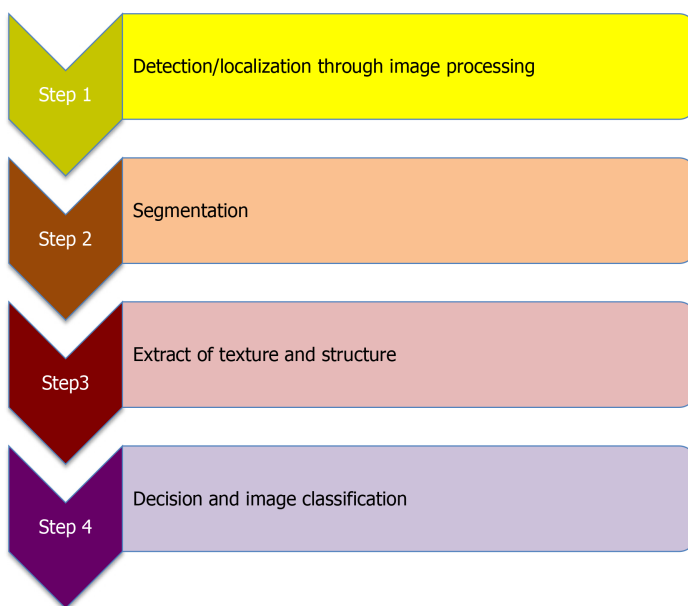 Step 1
Detection/localization through image processing
Step 2
Segmentation
Step3
Extract of texture and structure
Step 4
Decision and image classification